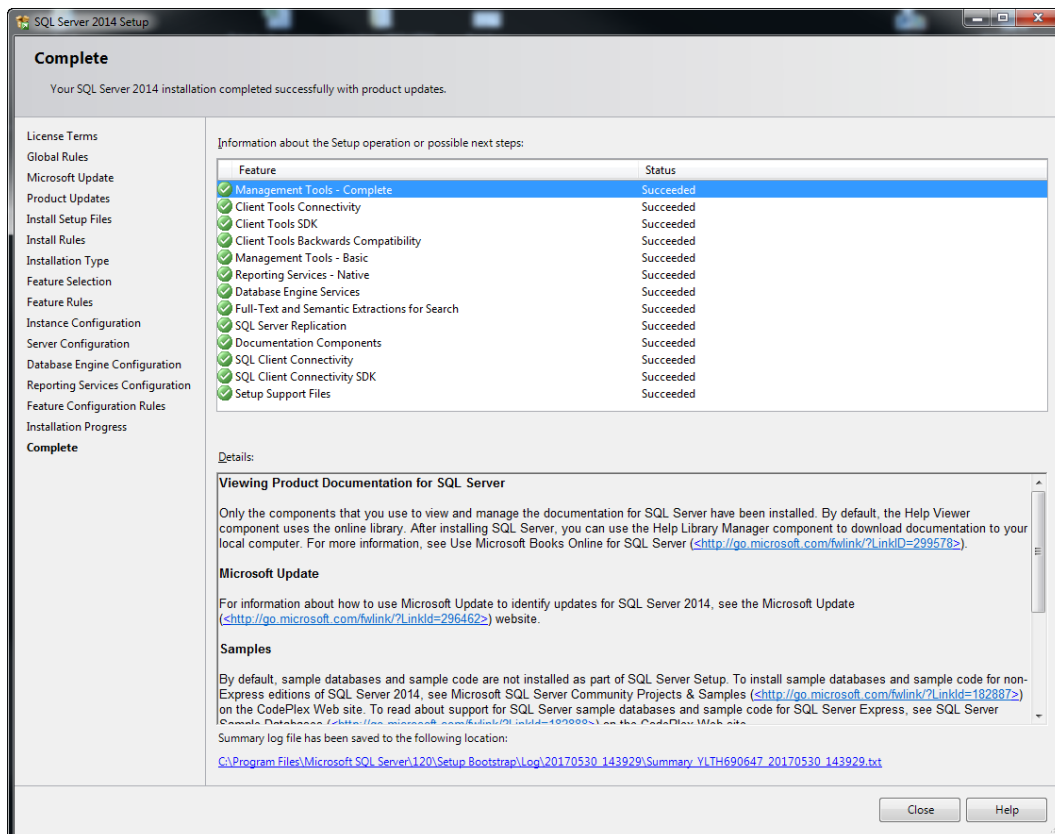 SQL Server 2014 Setup
Complete
Your SQL Server 2014 installation completed successfully with product updates.
License Terms
Global Rules
Microsoft Update
Product Updates
Install Setup Files
Install Rules
Installation Type
Feature Selection
Feature Rules
Instance Configuration
Server Configuration
Database Engine Configuration
Reporting Services Configuration
Feature Configuration Rules
Installation Progress
Complete
Information about the Setup operation or possible next steps:
Feature Status
Management Tools - Complete Succeeded
Client Tools Connectivity Succeeded
Client Tools SDK Succeeded
Client Tools Backwards Compatibility Succeeded
Management Tools - Basic Succeeded
Reporting Services - Native Succeeded
Database Engine Services Succeeded
Full-Text and Semantic Extractions for Search Succeeded
SQL Server Replication Succeeded
Documentation Components Succeeded
SQL Client Connectivity Succeeded
SQL Client Connectivity SDK Succeeded
Setup Support Files Succeeded
Details:
Viewing Product Documentation for SQL Server
Only the components that you use to view and manage the documentation for SQL Server have been installed. By default, the Help Viewer
component uses the online library. After installing SQL Server, you can use the Help Library Manager component to download documentation to your
local computer. For more information, see Use Microsoft Books Online for SQL Server (<http://go.microsoft.com/fwlink/?LinkID=299578>).
Microsoft Update
For information about how to use Microsoft Update to identify updates for SQL Server 2014, see the Microsoft Update
(<http://go.microsoft.com/fwlink/?LinkId=296462>) website.
Samples
By default, sample databases and sample code are not installed as part of SQL Server Setup. To install sample databases and sample code for non-
Express editions of SQL Server 2014, see Microsoft SQL Server Community Projects & Samples (<http://go.microsoft.com/fwlink/?LinkId=182887>)
on the CodePlex Web site. To read about support for SQL Server sample databases and sample code for SQL Server Express, see SQL Server
Sample Databases (<http://go.microsoft.com/fwlink/?LinkId=182888>) on the CodePlex Web site.
Summary log file has been saved to the following location:
C:\Program Files\Microsoft SQL Server\120\Setup Bootstrap\Log\20170530_143929\Summary_YLTH690647_20170530_143929.txt
Close
Help